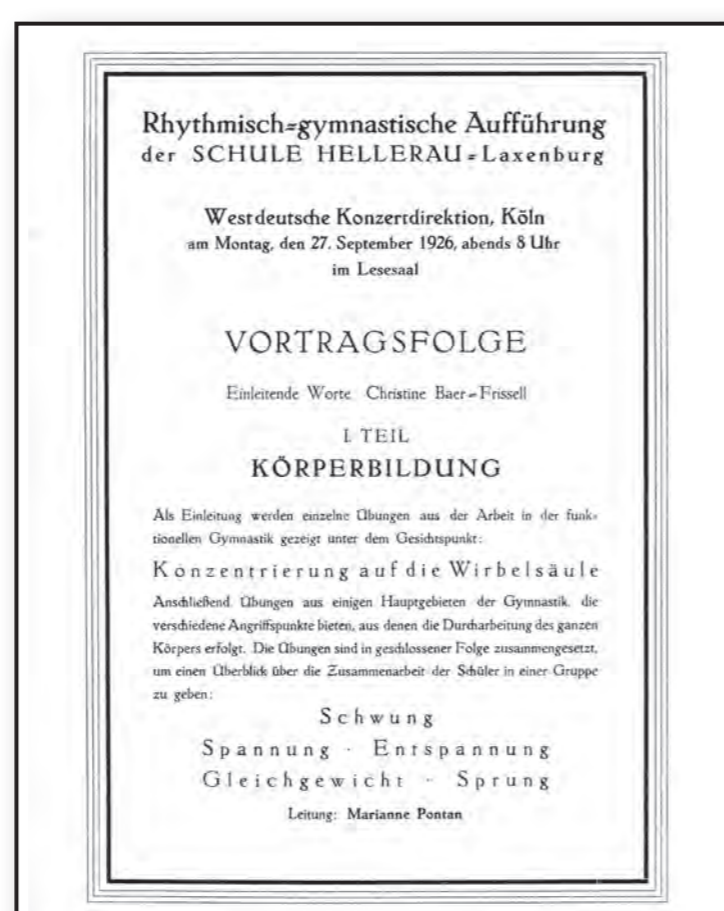 Rhythmisch=gymnastische Aufführung
der SCHULE HELLERAU=Laxenburg
Westdeutsche Konzertdirektion, Köln
am Montag, den 27. September 1926, abends 8 Uhr
im Lesesaal
VORTRAGSFOLGE
Einleitende Worte Christine Baer=Frissell
I. TEIL
KÖRPERBILDUNG
Als Einleitung werden einzelne Übungen aus der Arbeit in der funk=
tionellen Gymnastik gezeigt unter dem Gesichtspunkt:
Konzentrierung auf die Wirbelsäule
Anschließend Übungen aus einigen Hauptgebieten der Gymnastik, die
verschiedene Angriffspunkte bieten, aus denen die Durcharbeitung des ganzen
Körpers erfolgt. Die Übungen sind in geschlossener Folge zusammengesetzt,
um einen Überblick über die Zusammenarbeit der Schüler in einer Gruppe
zu geben:
Schwung
Spannung · Entspannung
Gleichgewicht · Sprung
Leitung: Marianne Pontan